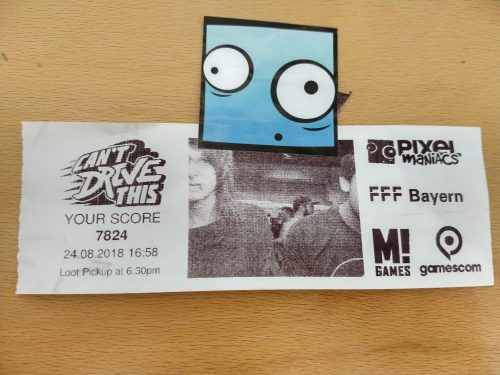 CAN'T
DRIVE
THIS
YOUR SCORE
7824
24.08.2018 16:58
Loot Pickup at 6:30pm
PIXEL
maniacs
FFF Bayern
M!
GAMES
gamescom